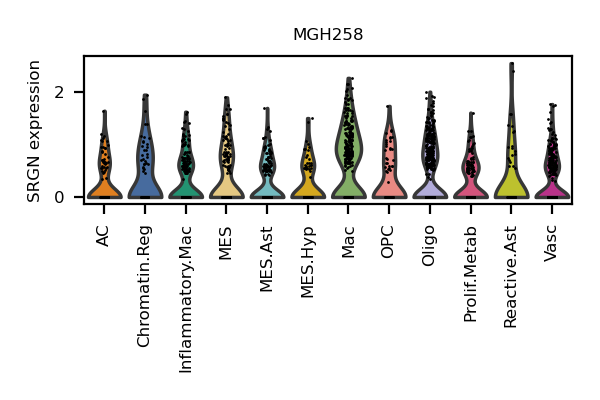 MGH258
SRGN expression
2
0
AC
Chromatin.Reg
Inflammatory.Mac
MES
MES.Ast
MES.Hyp
Mac
OPC
Oligo
Prolif.Metab
Reactive.Ast
Vasc